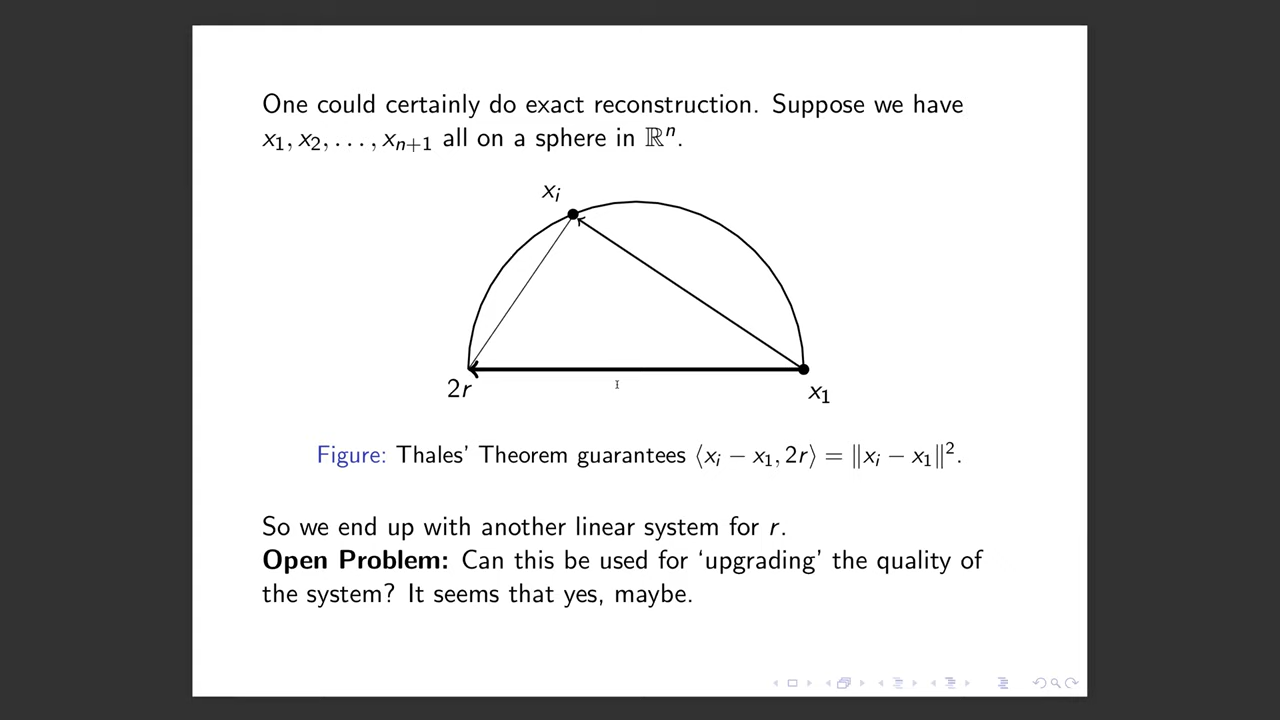 One could certainly do exact reconstruction. Suppose we have
x₁, x₂, . . . , xₙ₊₁ all on a sphere in ℝⁿ.
xᵢ
2r
x₁
Figure: Thales’ Theorem guarantees ⟨xᵢ − x₁, 2r⟩ = ‖xᵢ − x₁‖².
So we end up with another linear system for r.
Open Problem: Can this be used for ‘upgrading’ the quality of
the system? It seems that yes, maybe.